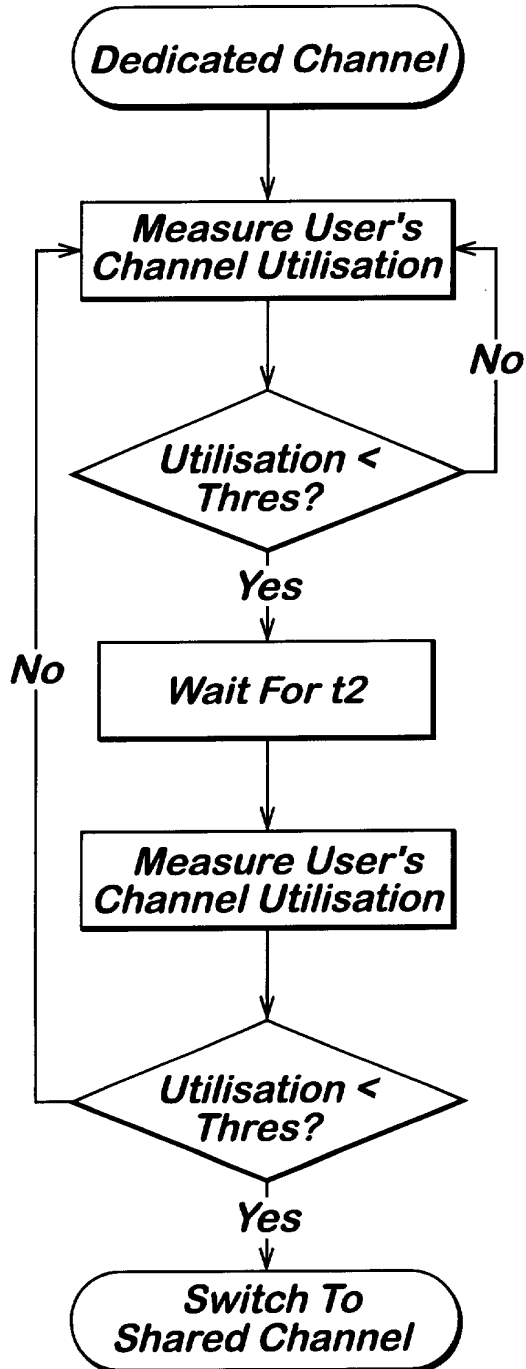 Dedicated Channel
Measure User's
Channel Utilisation
No
Utilisation <
Thres?
Yes
No
Wait For t2
Measure User's
Channel Utilisation
Utilisation <
Thres?
Yes
Switch To
Shared Channel